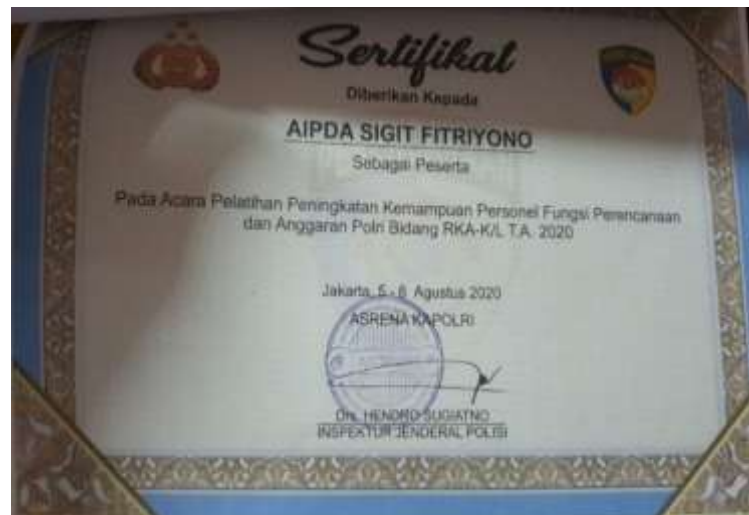 Sertifikat
Diberikan Kepada
AIPDA SIGIT FITRIYONO
Sebagai Peserta
Pada Acara Pelatihan Peningkatan Kemampuan Personel Fungsi Perencanaan
dan Anggaran Polri Bidang RKA-K/L T.A. 2020
Jakarta, 5 - 8 Agustus 2020
ASRENA KAPOLRI
Drs. HENDRO SUGIATNO
INSPEKTUR JENDERAL POLISI